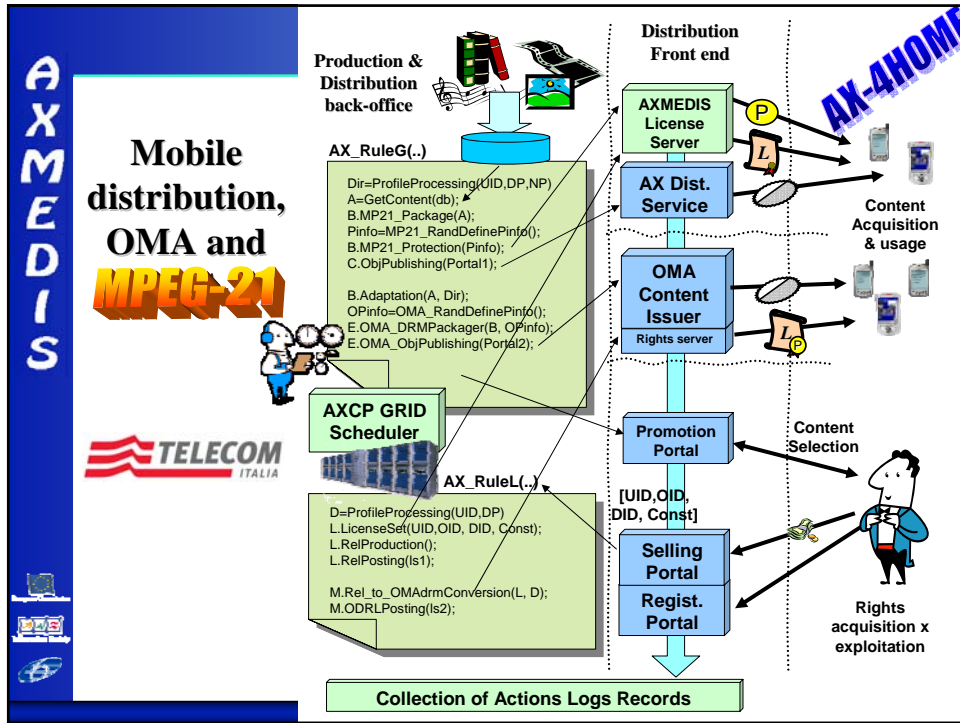 AXMEDIS
Mobile
distribution,
OMA and
MPEG-21
TELECOM
ITALIA
Production &
Distribution
back-office
Distribution
Front end
AX-4HOME
AX_RuleG(..)
Dir=ProfileProcessing(UID,DP,NP)
A=GetContent(db);
B.MP21_Package(A);
Pinfo=MP21_RandDefinePinfo();
B.MP21_Protection(Pinfo);
C.ObjPublishing(Portal1);
B.Adaptation(A, Dir);
OPinfo=OMA_RandDefinePinfo();
E.OMA_DRMPackager(B, OPinfo);
E.OMA_ObjPublishing(Portal2);
AXCP GRID
Scheduler
AX_RuleL(..)
D=ProfileProcessing(UID,DP)
L.LicenseSet(UID,OID, DID, Const);
L.RelProduction();
L.RelPosting(ls1);
M.Rel_to_OMAdrmConversion(L, D);
M.ODRLPosting(ls2);
AXMEDIS
License
Server
P
L
AX Dist.
Service
Content
Acquisition
& usage
OMA
Content
Issuer
Rights server
L
P
Promotion
Portal
Content
Selection
[UID,OID,
DID, Const]
Selling
Portal
Regist.
Portal
Rights
acquisition x
exploitation
Collection of Actions Logs Records